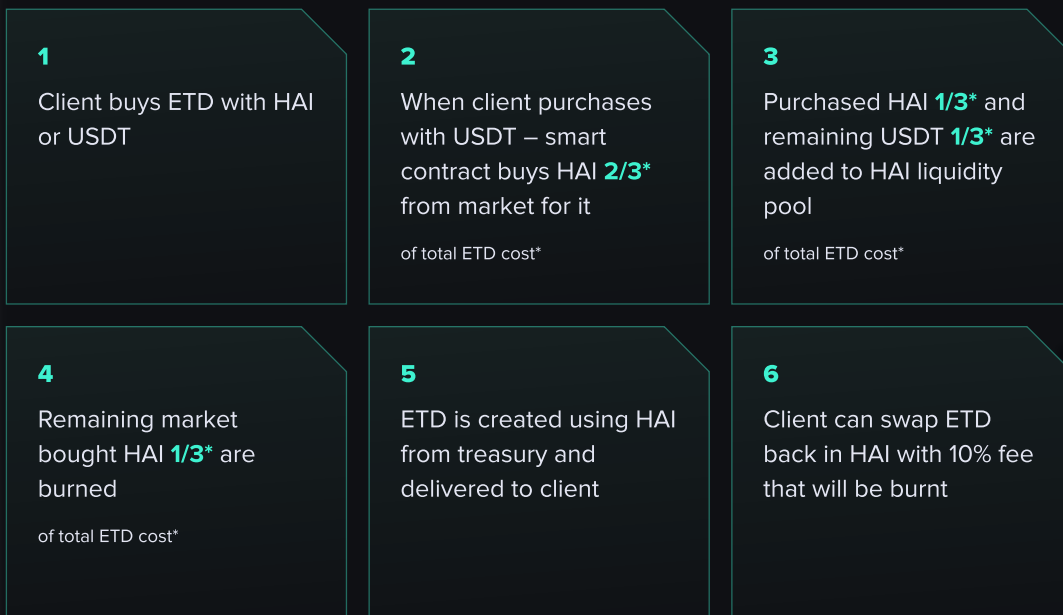 1
Client buys ETD with HAI
or USDT
2
When client purchases
with USDT – smart
contract buys HAI 2/3*
from market for it
of total ETD cost*
3
Purchased HAI 1/3* and
remaining USDT 1/3* are
added to HAI liquidity
pool
of total ETD cost*
4
Remaining market
bought HAI 1/3* are
burned
of total ETD cost*
5
ETD is created using HAI
from treasury and
delivered to client
6
Client can swap ETD
back in HAI with 10% fee
that will be burnt